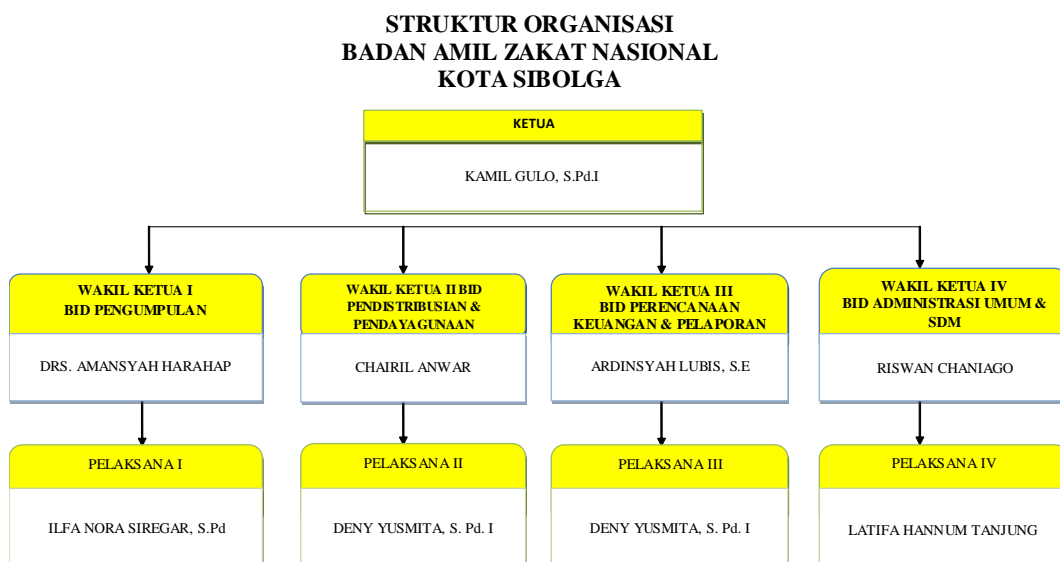 STRUKTUR ORGANISASI
BADAN AMIL ZAKAT NASIONAL
KOTA SIBOLGA
KETUA
KAMIL GULO, S.Pd.I
WAKIL KETUA I
BID PENGUMPULAN
DRS. AMANSYAH HARAHAP
WAKIL KETUA II BID
PENDISTRIBUSIAN &
PENDAYAGUNAAN
CHAIRIL ANWAR
WAKIL KETUA III
BID PERENCANAAN
KEUANGAN & PELAPORAN
ARDINSYAH LUBIS, S.E
WAKIL KETUA IV
BID ADMINISTRASI UMUM &
SDM
RISWAN CHANIAGO
PELAKSANA I
ILFA NORA SIREGAR, S.Pd
PELAKSANA II
DENY YUSMITA, S. Pd. I
PELAKSANA III
DENY YUSMITA, S. Pd. I
PELAKSANA IV
LATIFA HANNUM TANJUNG